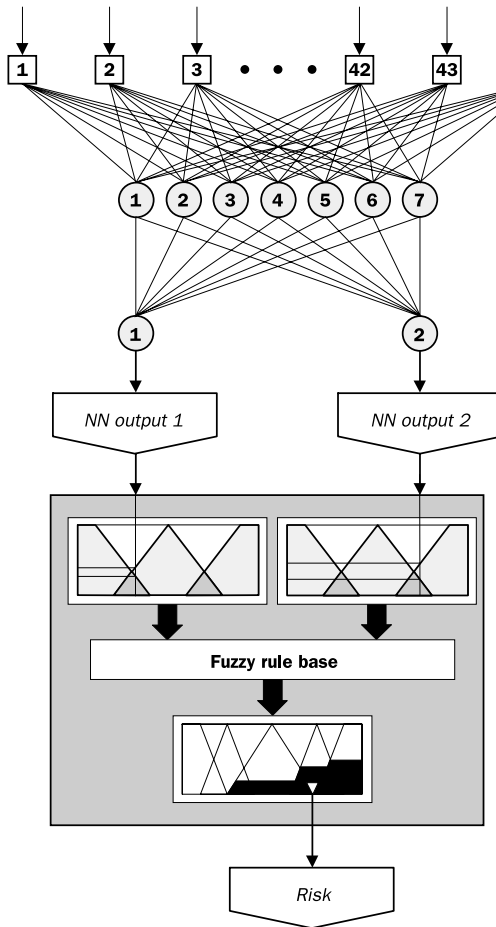 1 2 3 • • • 42 43
1 2 3 4 5 6 7
1 2
NN output 1 NN output 2
Fuzzy rule base
Risk